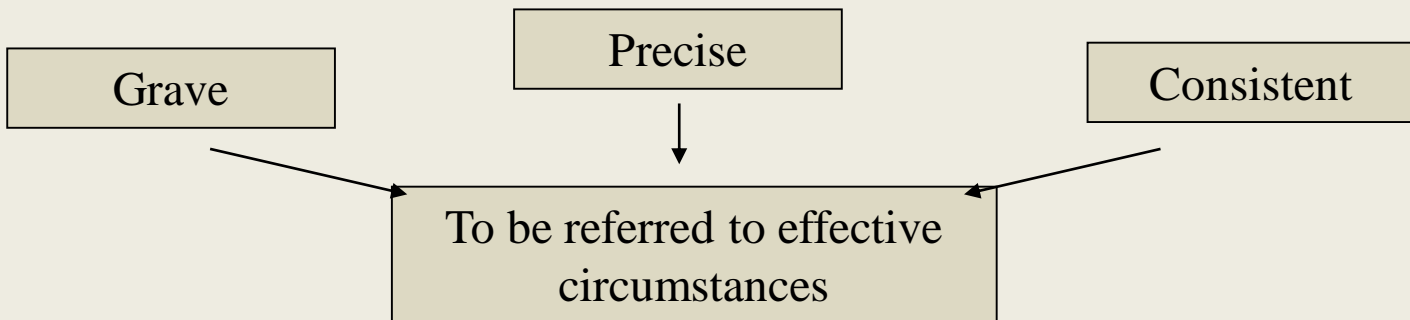 Grave
Precise
Consistent
To be referred to effective
circumstances